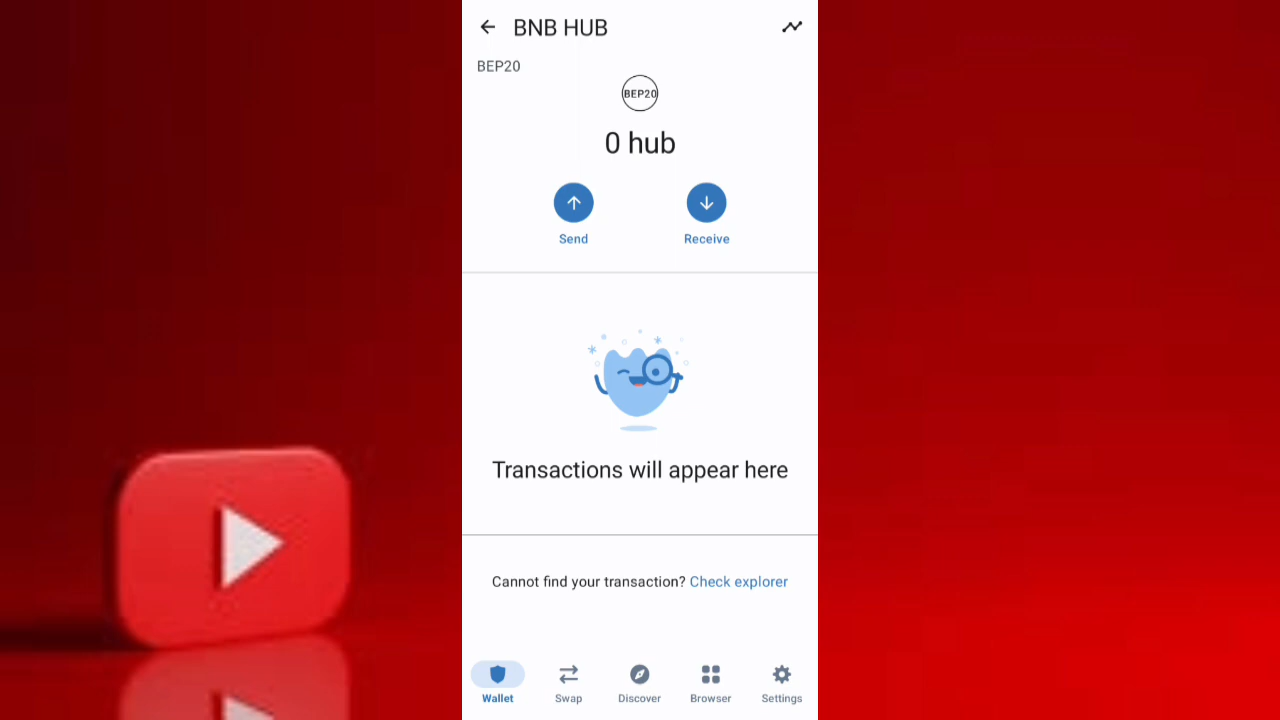 BNB HUB
BEP20
BEP20
0 hub
Send Receive
Transactions will appear here
Cannot find your transaction? Check explorer
Wallet Swap Discover Browser Settings